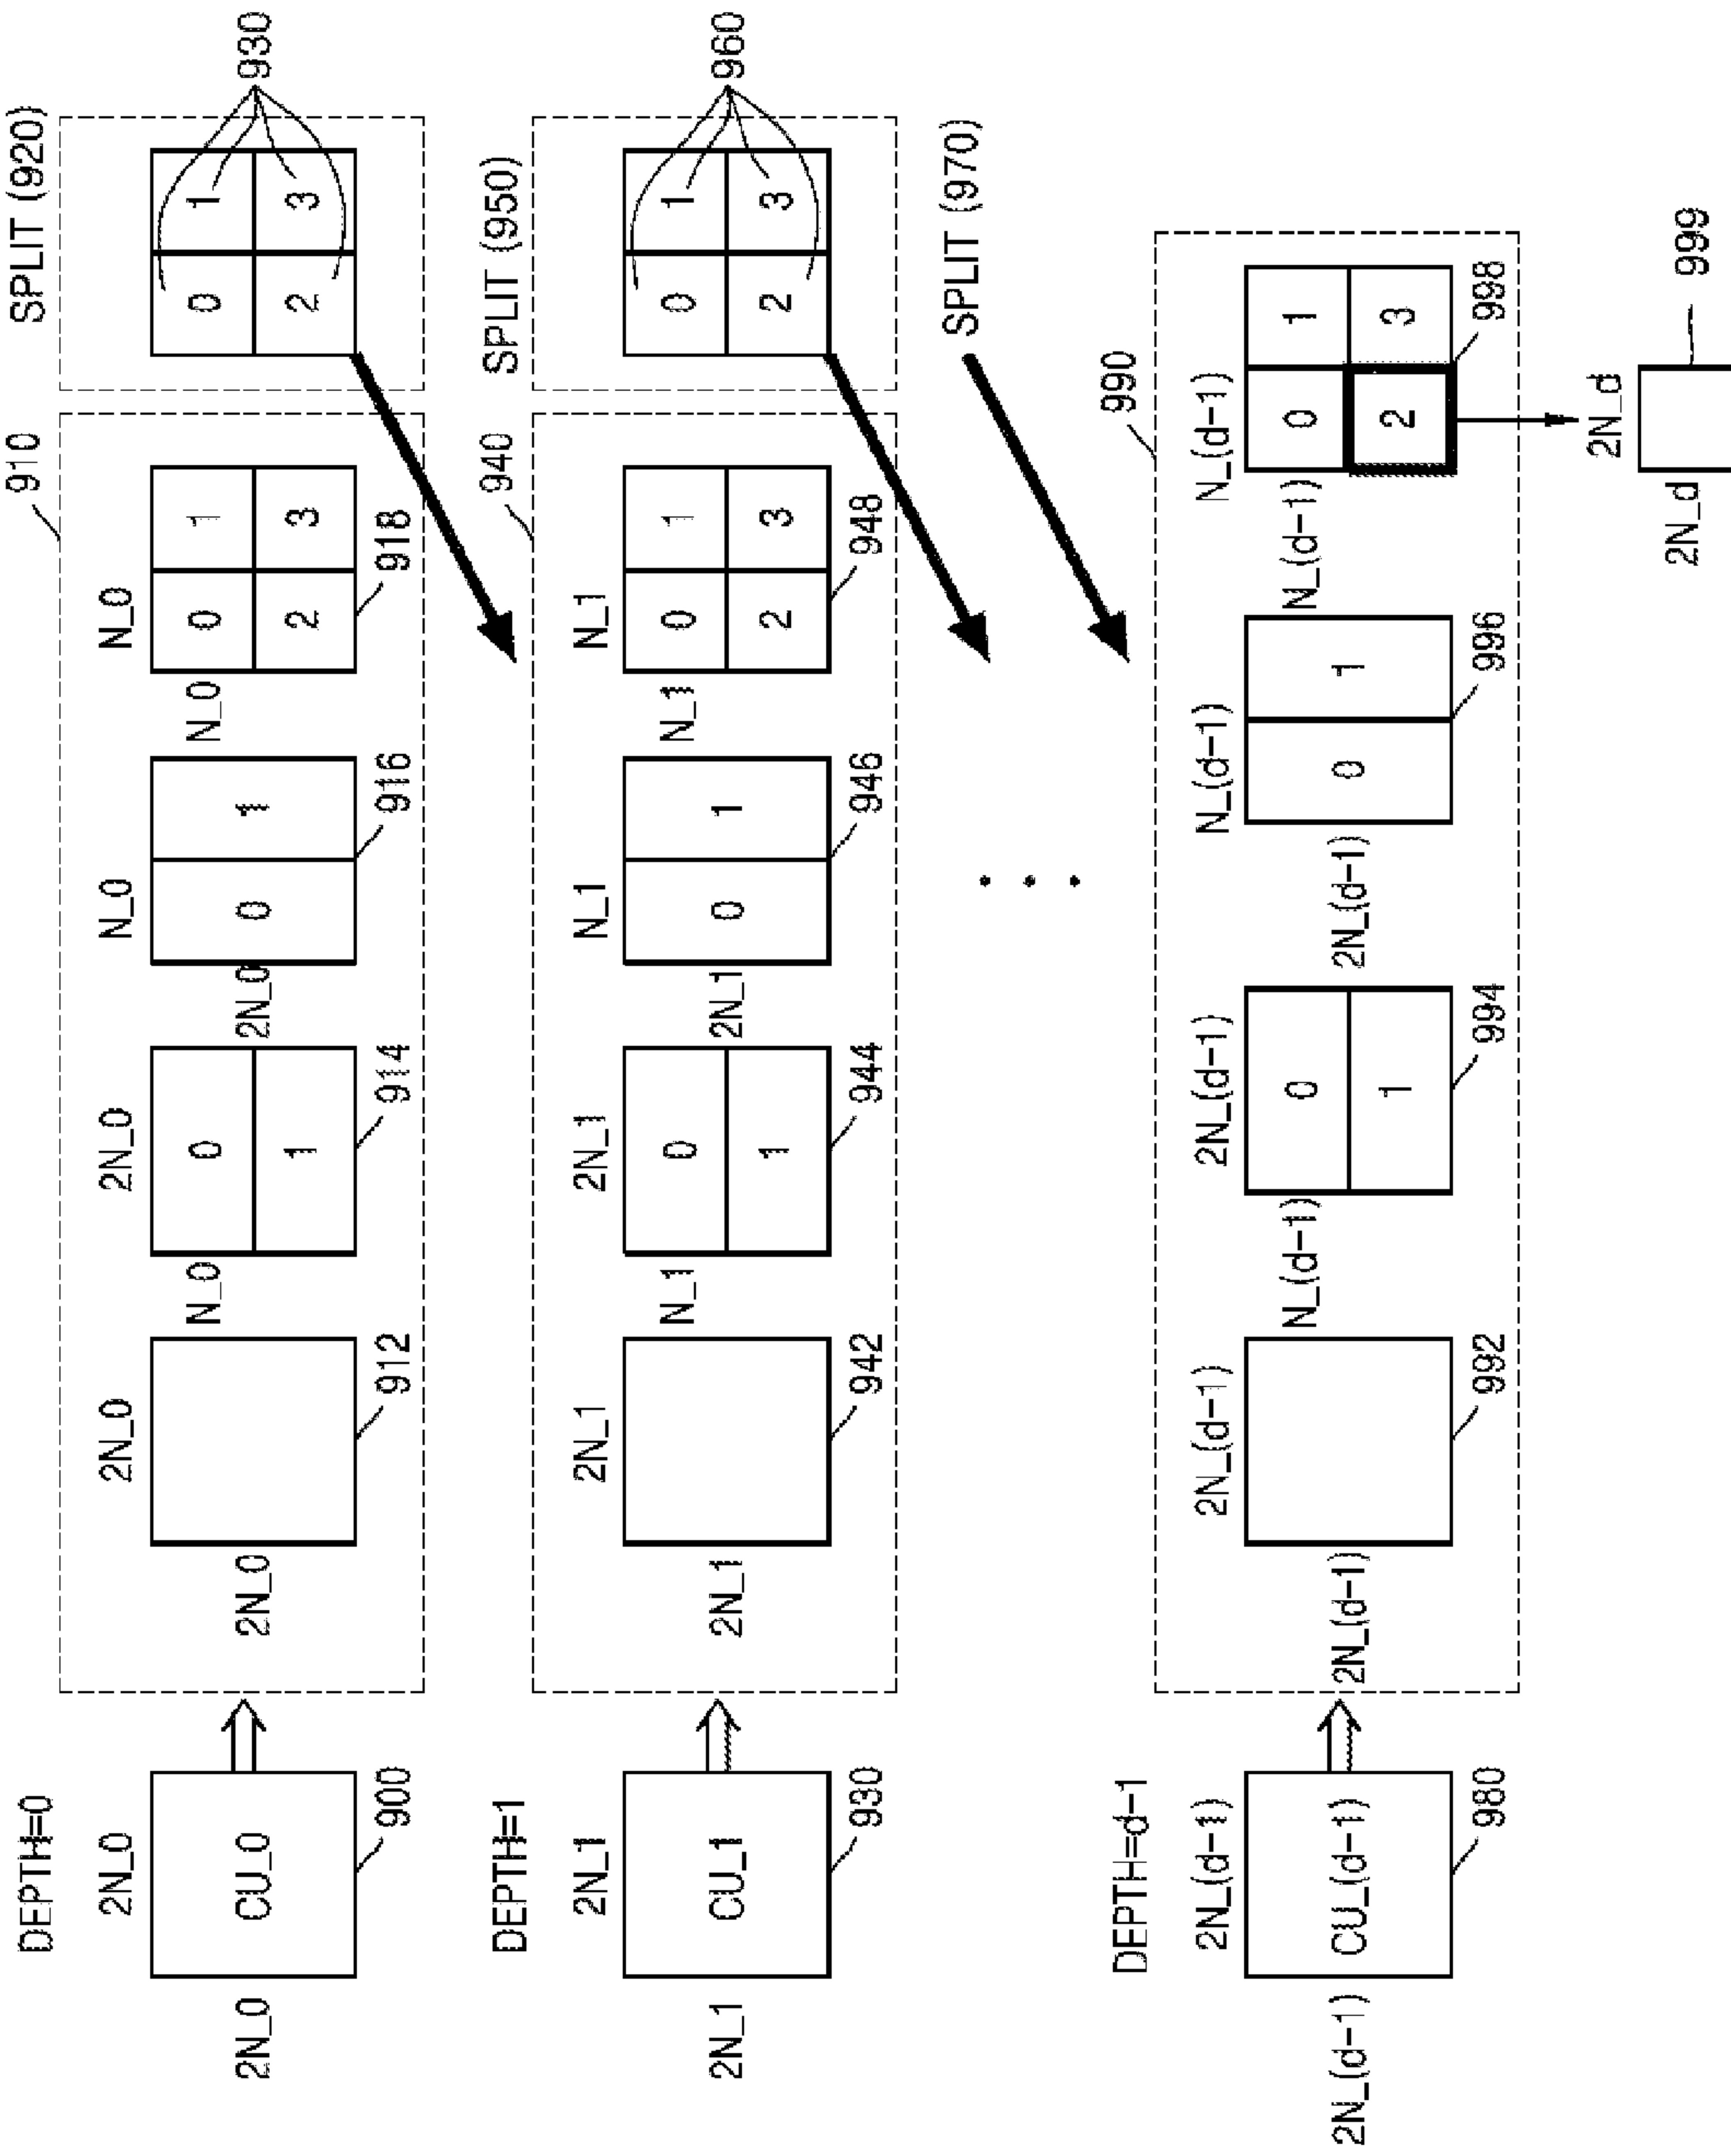 DEPTH=0
2N_0
2N_0
CU_0
900
910
2N_0
2N_0
912
2N_0
N_0
0
1
914
N_0
2N_0
0
1
916
N_0
N_0
0
1
2
3
918
SPLIT (920)
0
1
2
3
930
DEPTH=1
2N_1
2N_1
CU_1
930
940
2N_1
2N_1
942
2N_1
N_1
0
1
944
N_1
2N_1
0
1
946
N_1
N_1
0
1
2
3
948
SPLIT (950)
0
1
2
3
960
SPLIT (970)
DEPTH=d-1
2N_(d-1)
2N_(d-1)
CU_(d-1)
980
990
2N_(d-1)
2N_(d-1)
992
2N_(d-1)
N_(d-1)
0
1
994
N_(d-1)
2N_(d-1)
0
1
996
N_(d-1)
N_(d-1)
0
1
2
3
998
2N_d
2N_d
999